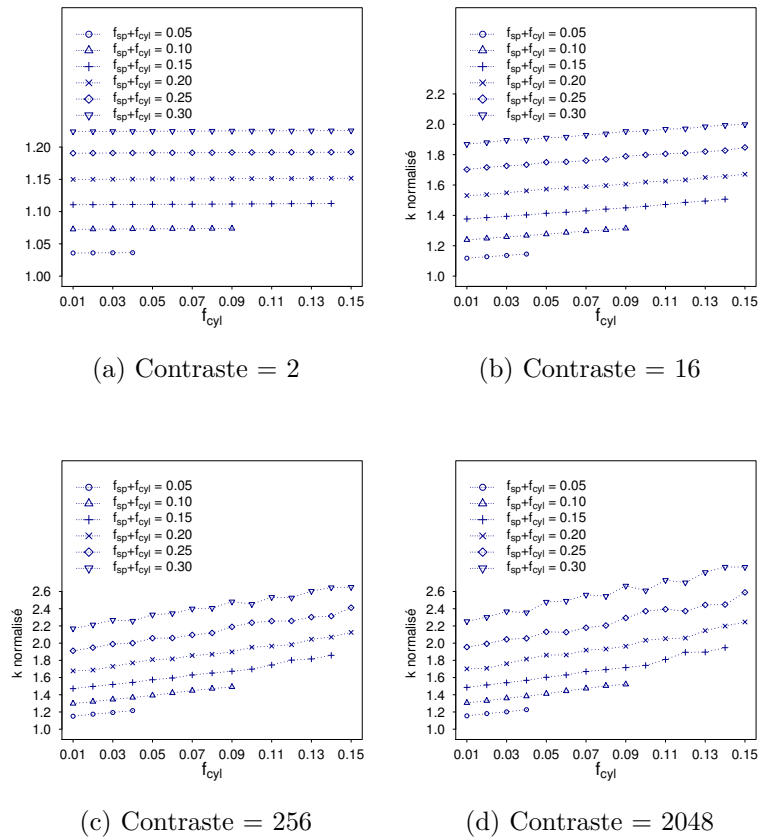 f_sp+f_cyl = 0.05
f_sp+f_cyl = 0.10
f_sp+f_cyl = 0.15
f_sp+f_cyl = 0.20
f_sp+f_cyl = 0.25
f_sp+f_cyl = 0.30
1.20
1.15
1.10
1.05
1.00
0.01 0.03 0.05 0.07 0.09 0.11 0.13 0.15
f_cyl
(a) Contraste = 2
f_sp+f_cyl = 0.05
f_sp+f_cyl = 0.10
f_sp+f_cyl = 0.15
f_sp+f_cyl = 0.20
f_sp+f_cyl = 0.25
f_sp+f_cyl = 0.30
k normalisé
2.2
2.0
1.8
1.6
1.4
1.2
1.0
0.01 0.03 0.05 0.07 0.09 0.11 0.13 0.15
f_cyl
(b) Contraste = 16
f_sp+f_cyl = 0.05
f_sp+f_cyl = 0.10
f_sp+f_cyl = 0.15
f_sp+f_cyl = 0.20
f_sp+f_cyl = 0.25
f_sp+f_cyl = 0.30
k normalisé
2.6
2.4
2.2
2.0
1.8
1.6
1.4
1.2
1.0
0.01 0.03 0.05 0.07 0.09 0.11 0.13 0.15
f_cyl
(c) Contraste = 256
f_sp+f_cyl = 0.05
f_sp+f_cyl = 0.10
f_sp+f_cyl = 0.15
f_sp+f_cyl = 0.20
f_sp+f_cyl = 0.25
f_sp+f_cyl = 0.30
k normalisé
2.6
2.4
2.2
2.0
1.8
1.6
1.4
1.2
1.0
0.01 0.03 0.05 0.07 0.09 0.11 0.13 0.15
f_cyl
(d) Contraste = 2048